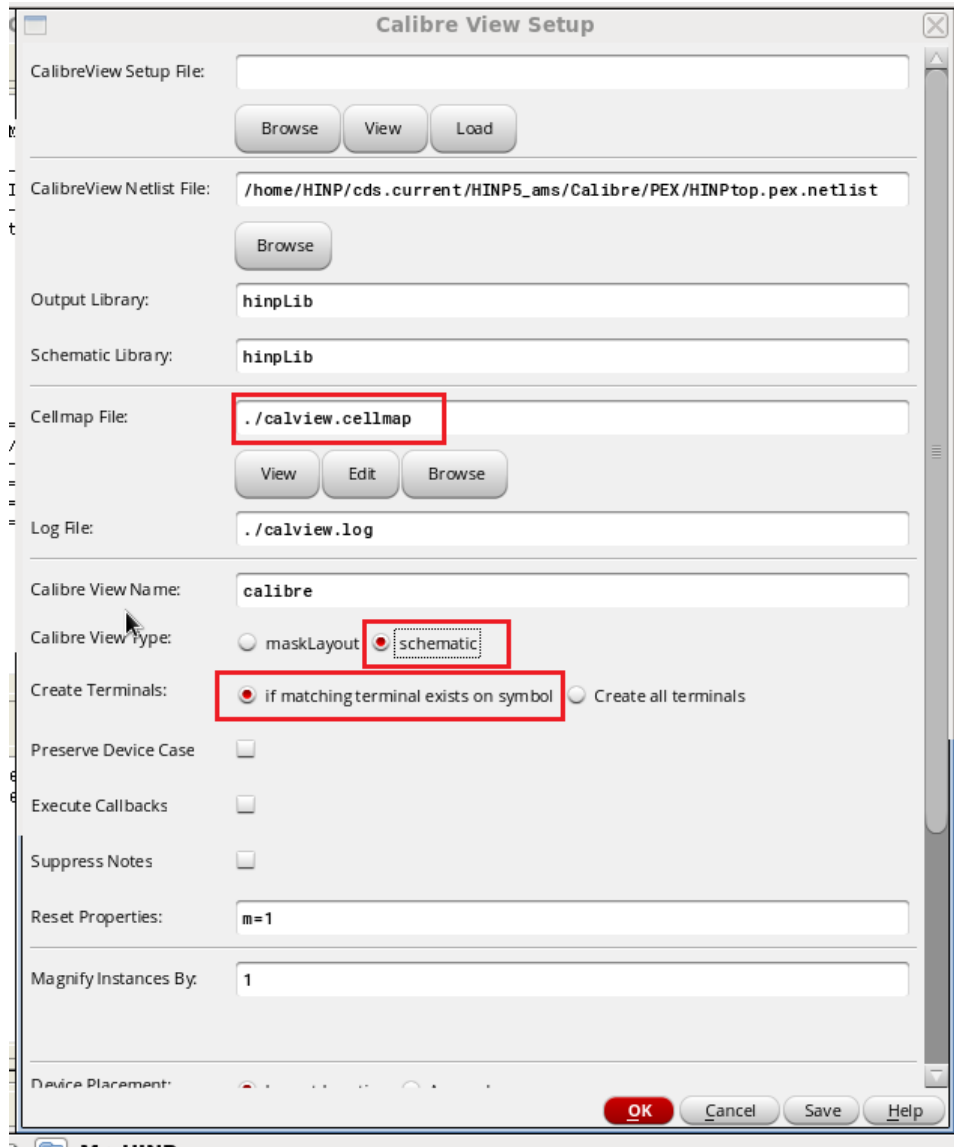 Calibre View Setup
CalibreView Setup File:
Browse View Load
CalibreView Netlist File: /home/HINP/cds.current/HINP5_ams/Calibre/PEX/HINPtop.pex.netlist
Browse
Output Library: hinpLib
Schematic Library: hinpLib
Cellmap File: ./calview.cellmap
View Edit Browse
Log File: ./calview.log
Calibre View Name: calibre
Calibre View Type: maskLayout schematic
Create Terminals: if matching terminal exists on symbol Create all terminals
Preserve Device Case
Execute Callbacks
Suppress Notes
Reset Properties: m=1
Magnify Instances By: 1
Device Placement:
OK Cancel Save Help